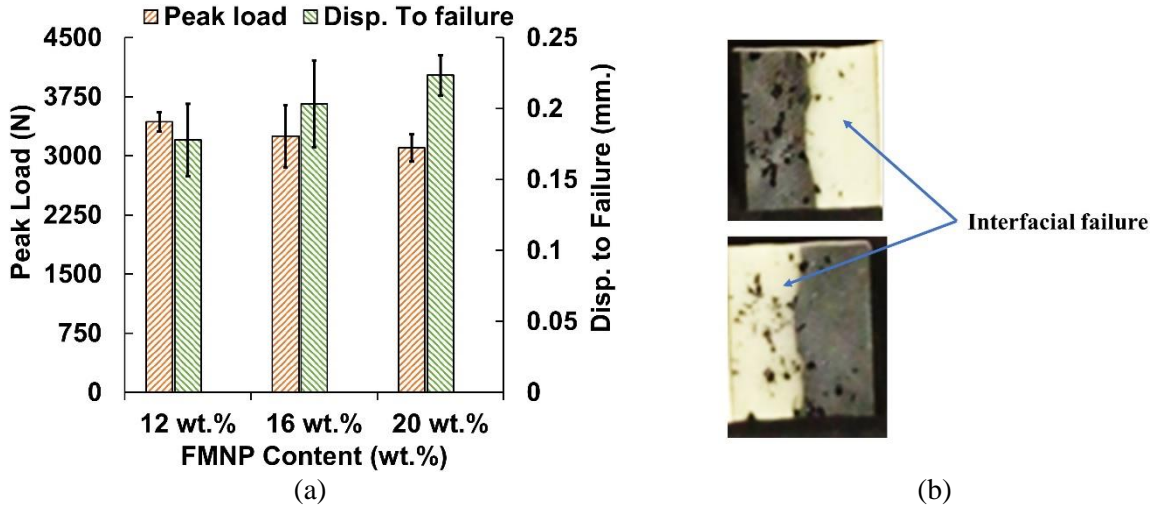 Peak load Disp. To failure
4500
3750
3000
2250
1500
750
0
Peak Load (N)
0.25
0.2
0.15
0.1
0.05
0
Disp. to Failure (mm.)
12 wt.% 16 wt.% 20 wt.%
FMNP Content (wt.%)
(a)
Interfacial failure
(b)